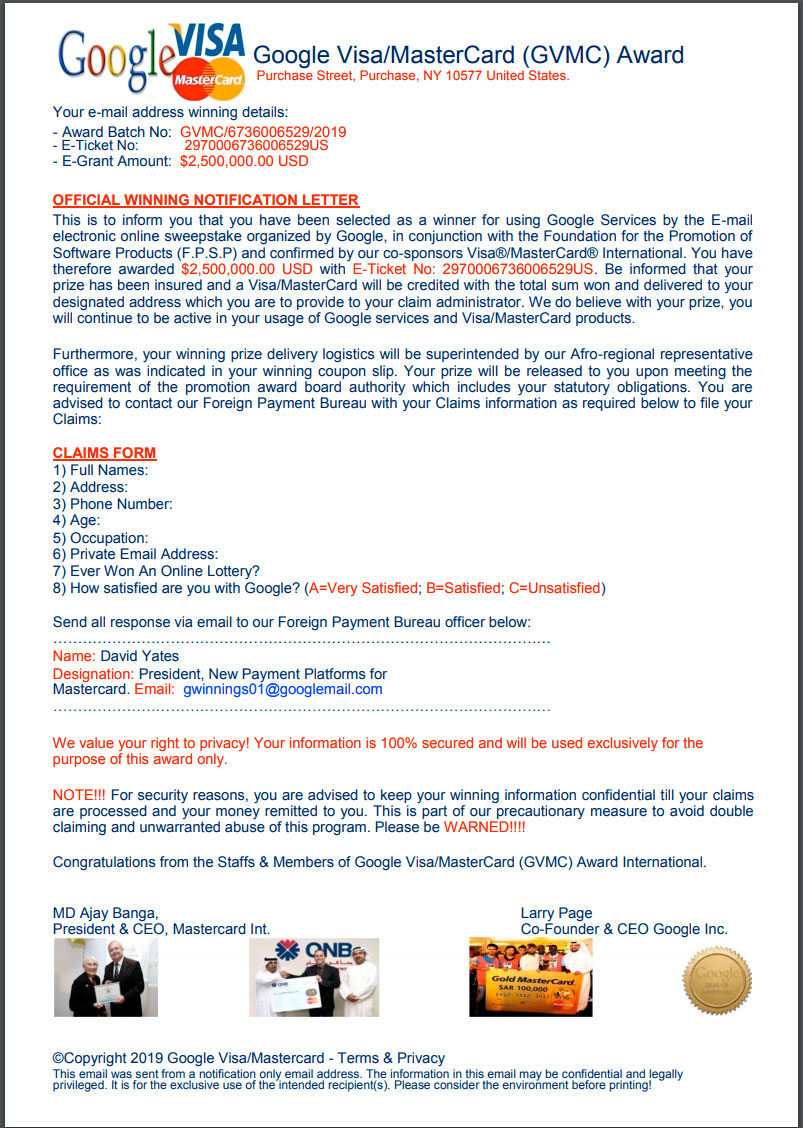 Google VISA Google Visa/MasterCard (GVMC) Award
MasterCard Purchase Street, Purchase, NY 10577 United States.
Your e-mail address winning details:
- Award Batch No: GVMC/6736006529/2019
- E-Ticket No: 2970006736006529US
- E-Grant Amount: $2,500,000.00 USD
OFFICIAL WINNING NOTIFICATION LETTER
This is to inform you that you have been selected as a winner for using Google Services by the E-mail
electronic online sweepstake organized by Google, in conjunction with the Foundation for the Promotion of
Software Products (F.P.S.P) and confirmed by our co-sponsors Visa®/MasterCard® International. You have
therefore awarded $2,500,000.00 USD with E-Ticket No: 2970006736006529US. Be informed that your
prize has been insured and a Visa/MasterCard will be credited with the total sum won and delivered to your
designated address which you are to provide to your claim administrator. We do believe with your prize, you
will continue to be active in your usage of Google services and Visa/MasterCard products.
Furthermore, your winning prize delivery logistics will be superintended by our Afro-regional representative
office as was indicated in your winning coupon slip. Your prize will be released to you upon meeting the
requirement of the promotion award board authority which includes your statutory obligations. You are
advised to contact our Foreign Payment Bureau with your Claims information as required below to file your
Claims:
CLAIMS FORM
1) Full Names:
2) Address:
3) Phone Number:
4) Age:
5) Occupation:
6) Private Email Address:
7) Ever Won An Online Lottery?
8) How satisfied are you with Google? (A=Very Satisfied; B=Satisfied; C=Unsatisfied)
Send all response via email to our Foreign Payment Bureau officer below:
Name: David Yates
Designation: President, New Payment Platforms for
Mastercard. Email: gwinnings01@googlemail.com
We value your right to privacy! Your information is 100% secured and will be used exclusively for the
purpose of this award only.
NOTE!!! For security reasons, you are advised to keep your winning information confidential till your claims
are processed and your money remitted to you. This is part of our precautionary measure to avoid double
claiming and unwarranted abuse of this program. Please be WARNED!!!!
Congratulations from the Staffs & Members of Google Visa/MasterCard (GVMC) Award International.
MD Ajay Banga, Larry Page
President & CEO, Mastercard Int. Co-Founder & CEO Google Inc.
QNB
QNB
Gold MasterCard
SAR 100,000
Google
SEAL OF
APPROVAL
©Copyright 2019 Google Visa/Mastercard - Terms & Privacy
This email was sent from a notification only email address. The information in this email may be confidential and legally
privileged. It is for the exclusive use of the intended recipient(s). Please consider the environment before printing!